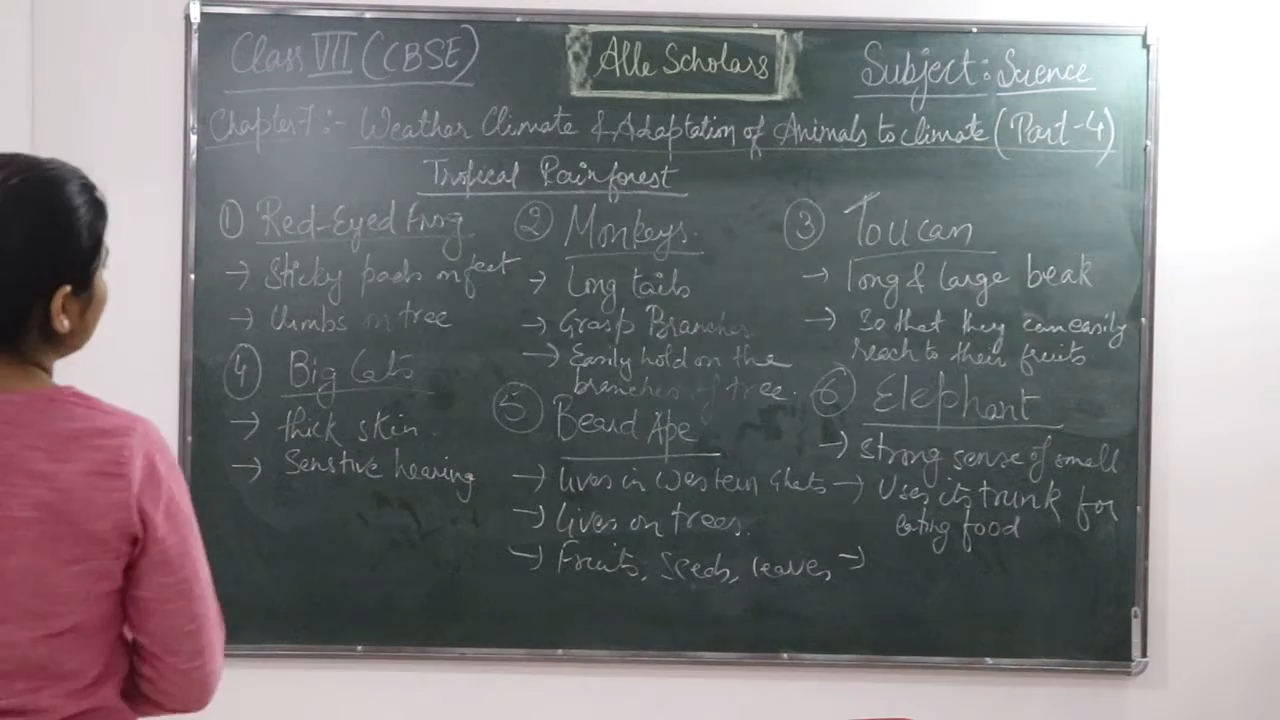 Class VII (CBSE)
Alle Scholars
Subject: Science
Chapter 7 :- Weather Climate & Adaptation of Animals to climate (Part-4)
Tropical Rainforest
① Red-Eyed Frog
→ Sticky pads on feet
→ Climbs on tree
② Monkeys
→ Long tails
→ Grasp Branches
→ Easily hold on the
branches of tree.
③ Toucan
→ long & large beak
→ So that they can easily
reach to their fruits
④ Big Cats
→ thick skin
→ Senstive hearing
⑤ Beard Ape
→ lives in Western Ghats
→ lives on trees.
→ Fruits, Seeds, leaves
⑥ Elephant
→ Strong sense of smell
→ Uses its trunk for
eating food
→